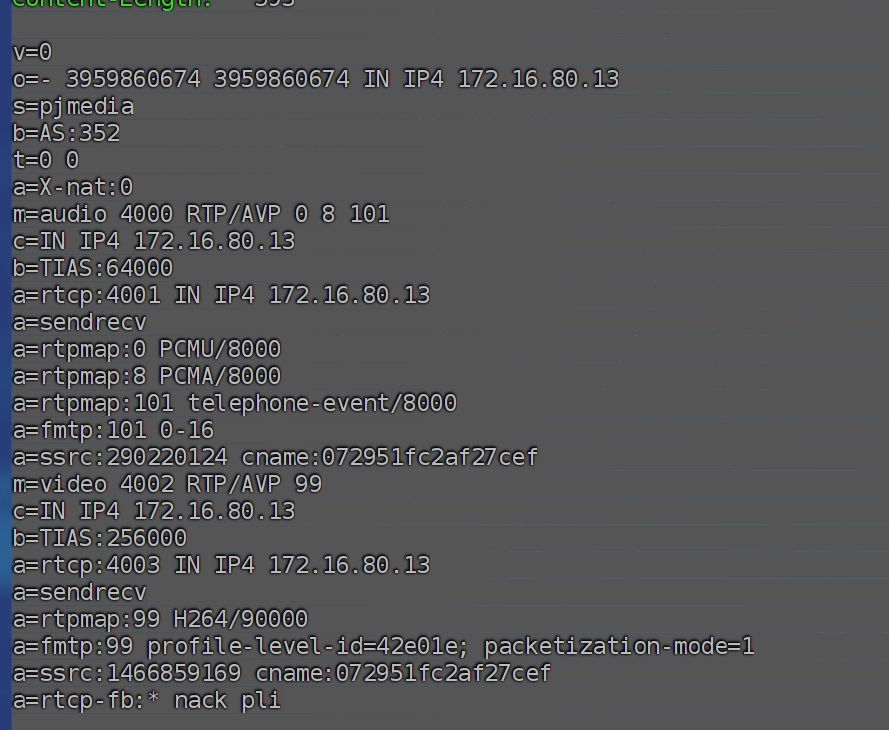 Content-Length: 593
v=0
o=- 3959860674 3959860674 IN IP4 172.16.80.13
s=pjmedia
b=AS:352
t=0 0
a=X-nat:0
m=audio 4000 RTP/AVP 0 8 101
c=IN IP4 172.16.80.13
b=TIAS:64000
a=rtcp:4001 IN IP4 172.16.80.13
a=sendrecv
a=rtpmap:0 PCMU/8000
a=rtpmap:8 PCMA/8000
a=rtpmap:101 telephone-event/8000
a=fmtp:101 0-16
a=ssrc:290220124 cname:072951fc2af27cef
m=video 4002 RTP/AVP 99
c=IN IP4 172.16.80.13
b=TIAS:256000
a=rtcp:4003 IN IP4 172.16.80.13
a=sendrecv
a=rtpmap:99 H264/90000
a=fmtp:99 profile-level-id=42e01e; packetization-mode=1
a=ssrc:1466859169 cname:072951fc2af27cef
a=rtcp-fb:* nack pli